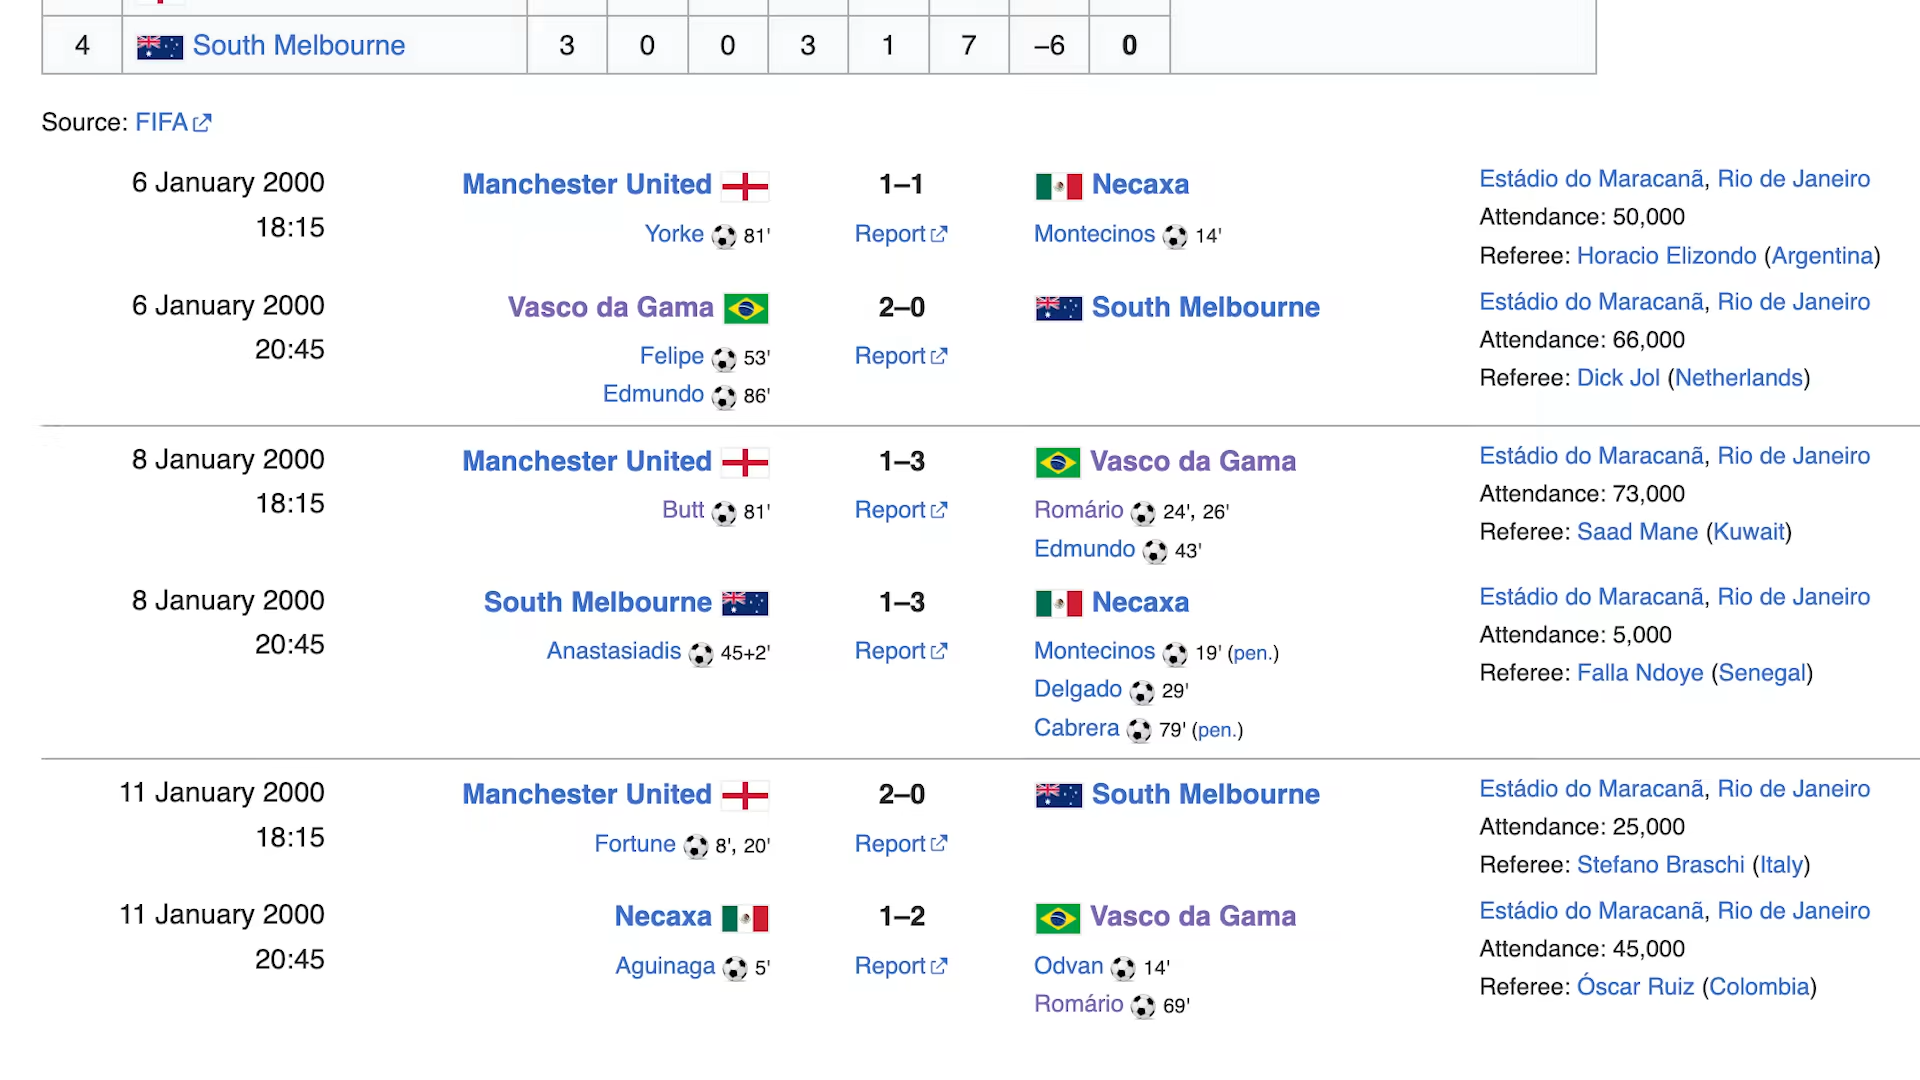 4 South Melbourne 3 0 0 3 1 7 –6 0
Source: FIFA
6 January 2000 Manchester United 1–1 Necaxa Estádio do Maracanã, Rio de Janeiro
18:15 Yorke 81' Report Montecinos 14' Attendance: 50,000
Referee: Horacio Elizondo (Argentina)
6 January 2000 Vasco da Gama 2–0 South Melbourne Estádio do Maracanã, Rio de Janeiro
20:45 Felipe 53' Report Attendance: 66,000
Edmundo 86' Referee: Dick Jol (Netherlands)
8 January 2000 Manchester United 1–3 Vasco da Gama Estádio do Maracanã, Rio de Janeiro
18:15 Butt 81' Report Romário 24', 26' Attendance: 73,000
Edmundo 43' Referee: Saad Mane (Kuwait)
8 January 2000 South Melbourne 1–3 Necaxa Estádio do Maracanã, Rio de Janeiro
20:45 Anastasiadis 45+2' Report Montecinos 19' (pen.) Attendance: 5,000
Delgado 29' Referee: Falla Ndoye (Senegal)
Cabrera 79' (pen.)
11 January 2000 Manchester United 2–0 South Melbourne Estádio do Maracanã, Rio de Janeiro
18:15 Fortune 8', 20' Report Attendance: 25,000
Referee: Stefano Braschi (Italy)
11 January 2000 Necaxa 1–2 Vasco da Gama Estádio do Maracanã, Rio de Janeiro
20:45 Aguinaga 5' Report Odvan 14' Attendance: 45,000
Romário 69' Referee: Óscar Ruiz (Colombia)